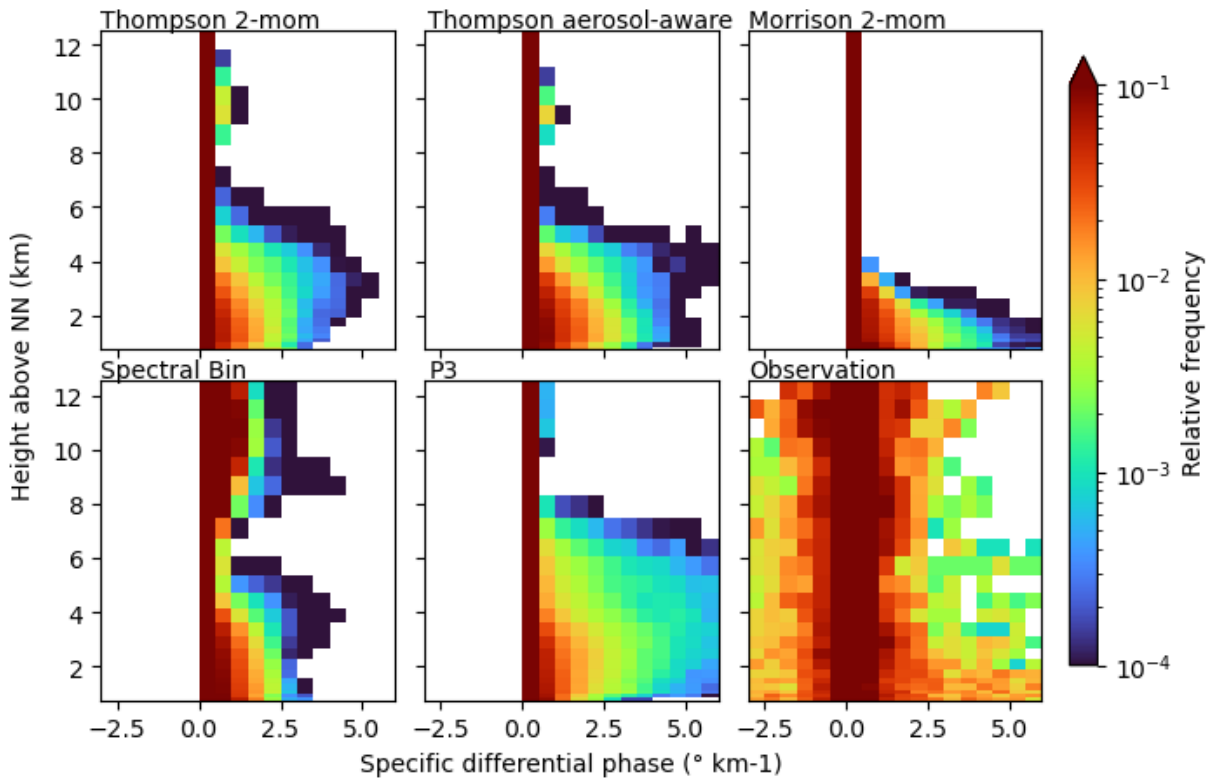 Thompson 2-mom
Thompson aerosol-aware
Morrison 2-mom
12
10
8
6
4
2
Spectral Bin
P3
Observation
12
10
8
6
4
2
−2.5 0.0 2.5 5.0
−2.5 0.0 2.5 5.0
−2.5 0.0 2.5 5.0
Height above NN (km)
Specific differential phase (° km-1)
10−1
10−2
10−3
10−4
Relative frequency